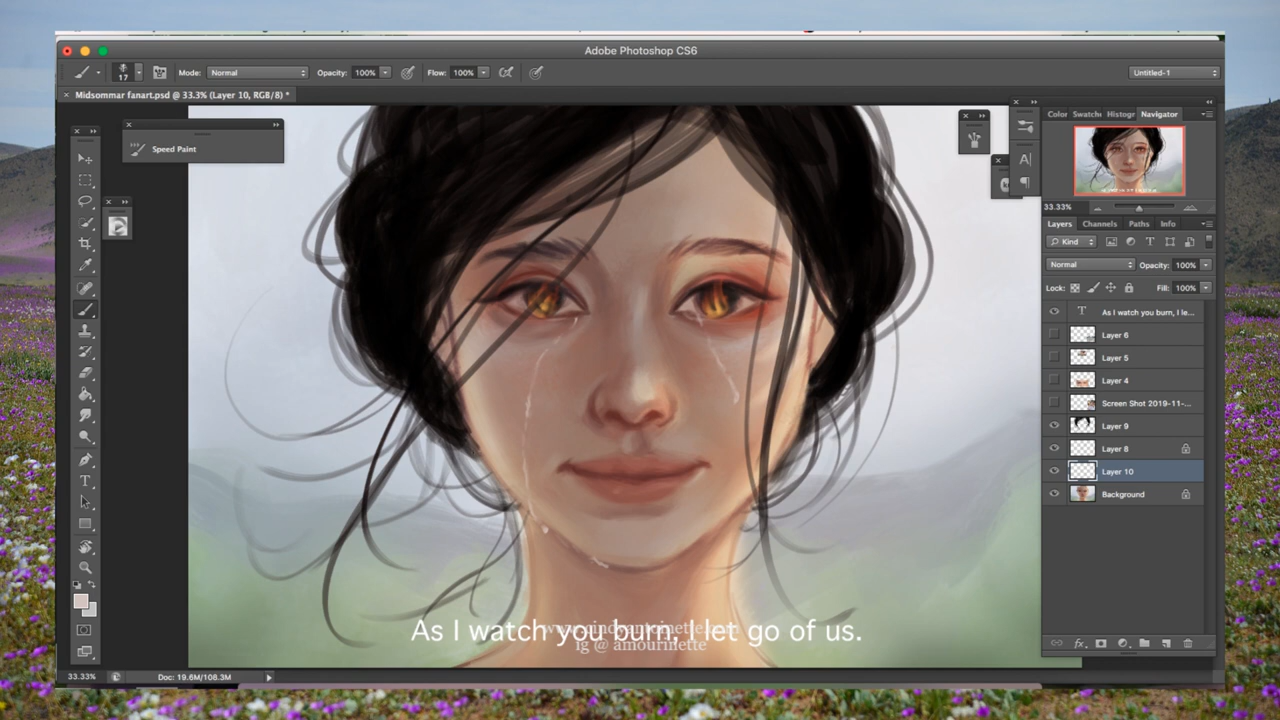 Adobe Photoshop CS6
17
Mode: Normal
Opacity: 100%
Flow: 100%
Untitled-1
× Midsommar fanart.psd @ 33.3% (Layer 10, RGB/8) *
Speed Paint
Color Swatche Histogr Navigator
33.33%
Layers Channels Paths Info
Kind
Normal Opacity: 100%
Lock: Fill: 100%
As I watch you burn, I le...
Layer 6
Layer 5
Layer 4
Screen Shot 2019-11-...
Layer 9
Layer 8
Layer 10
Background
As I watch you burn, I let go of us.
ig @ amourinette
33.33% Doc: 19.6M/108.3M